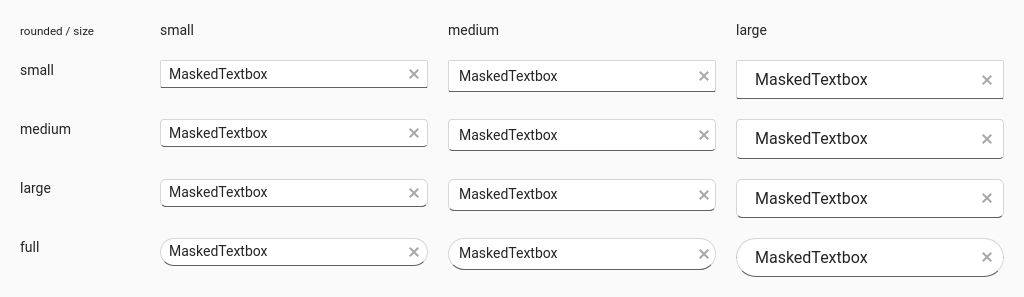 rounded / size small medium large
small MaskedTextbox MaskedTextbox MaskedTextbox
medium MaskedTextbox MaskedTextbox MaskedTextbox
large MaskedTextbox MaskedTextbox MaskedTextbox
full MaskedTextbox MaskedTextbox MaskedTextbox